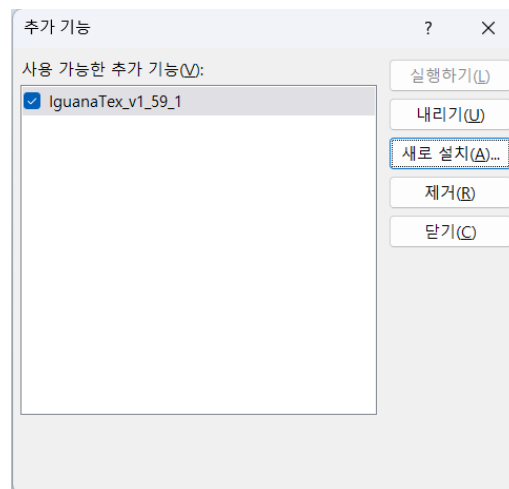 추가 기능
?
사용 가능한 추가 기능(V):
IguanaTex_v1_59_1
실행하기(L)
내리기(U)
새로 설치(A)...
제거(R)
닫기(C)